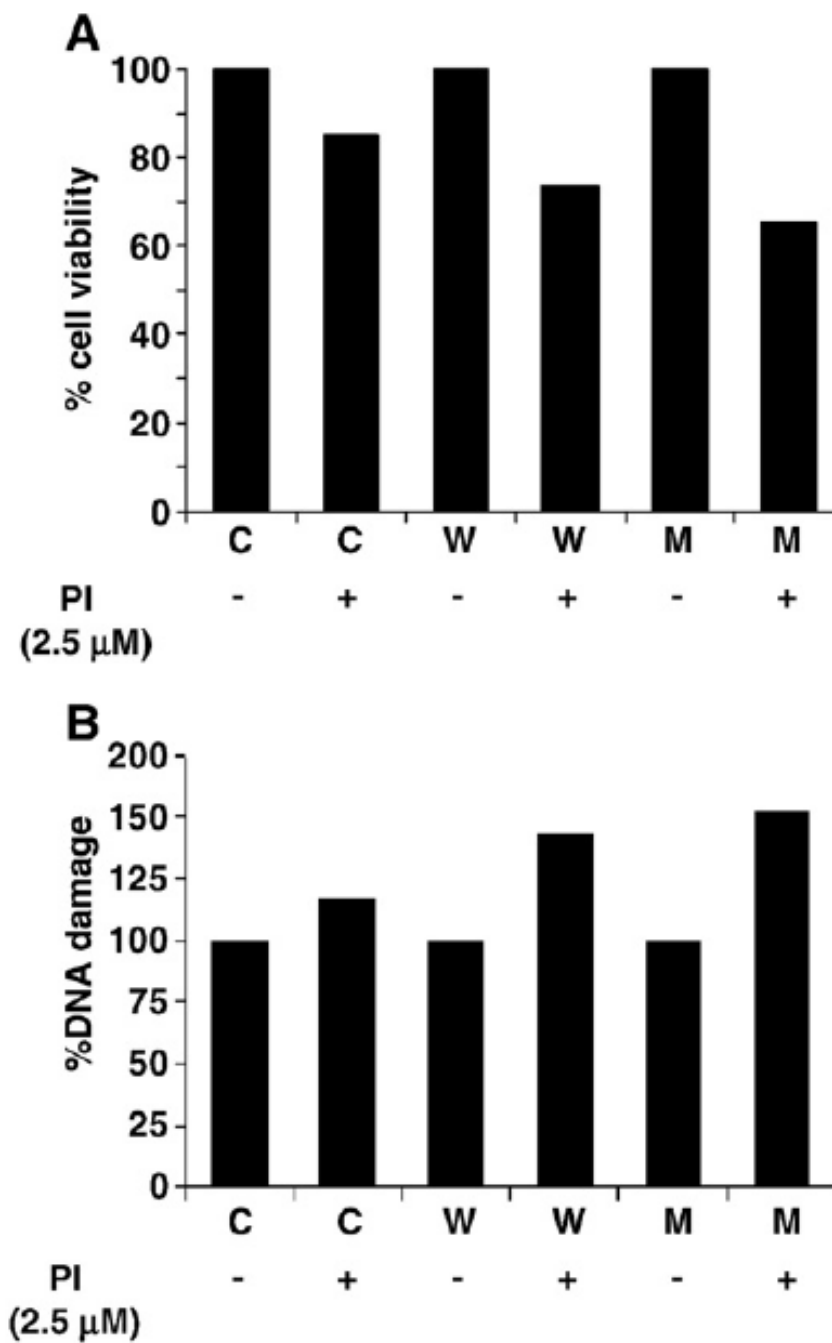 A
100
80
60
40
20
0
% cell viability
C C W W M M
PI - + - + - +
(2.5 μM)
B
200
150
125
100
75
50
25
0
%DNA damage
C C W W M M
PI - + - + - +
(2.5 μM)